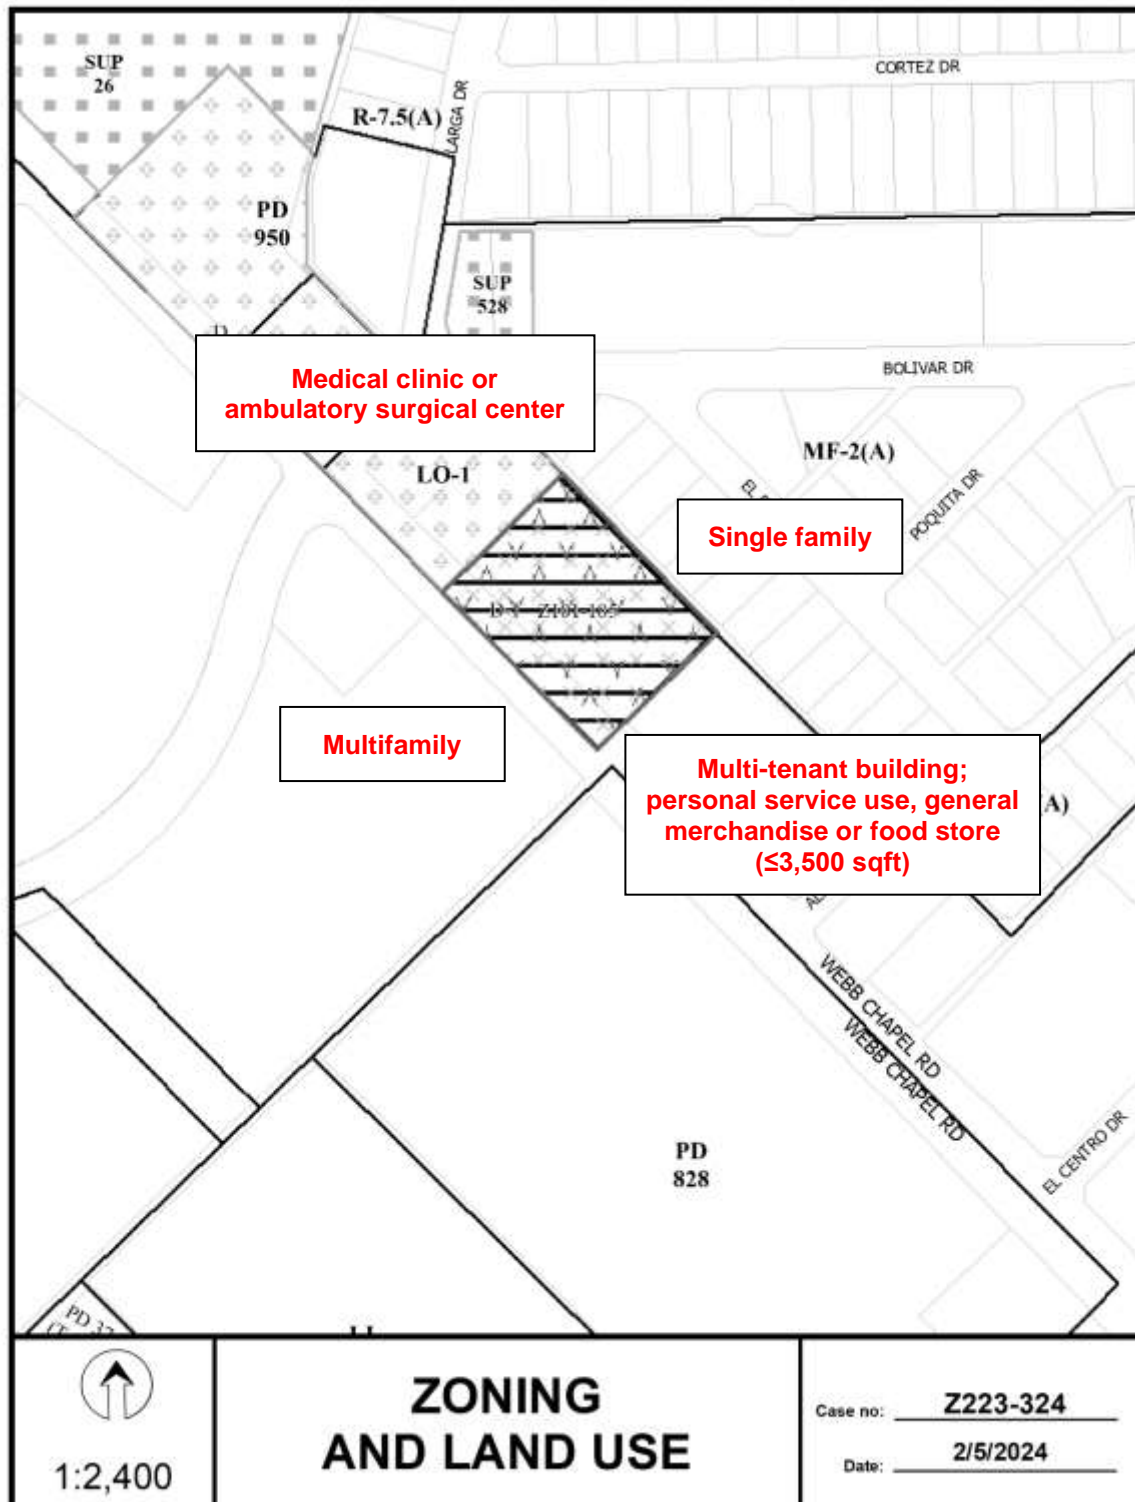 SUP
26
CORTEZ DR
R-7.5(A)
LARGA DR
PD
950
SUP
528
D
Medical clinic or
ambulatory surgical center
BOLIVAR DR
MF-2(A)
LO-1
EL
POQUITA DR
Single family
Multifamily
Multi-tenant building;
personal service use, general
merchandise or food store
(≤3,500 sqft)
A)
WEBB CHAPEL RD
WEBB CHAPEL RD
EL CENTRO DR
PD
828
1:2,400
ZONING
AND LAND USE
Case no: Z223-324
Date: 2/5/2024